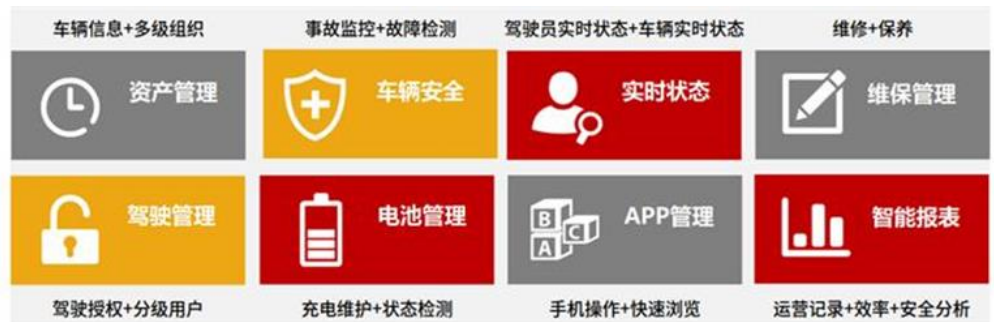 车辆信息+多级组织
事故监控+故障检测
驾驶员实时状态+车辆实时状态
维修+保养
资产管理
车辆安全
实时状态
维保管理
驾驶管理
电池管理
B
A
C
APP管理
智能报表
驾驶授权+分级用户
充电维护+状态检测
手机操作+快速浏览
运营记录+效率+安全分析